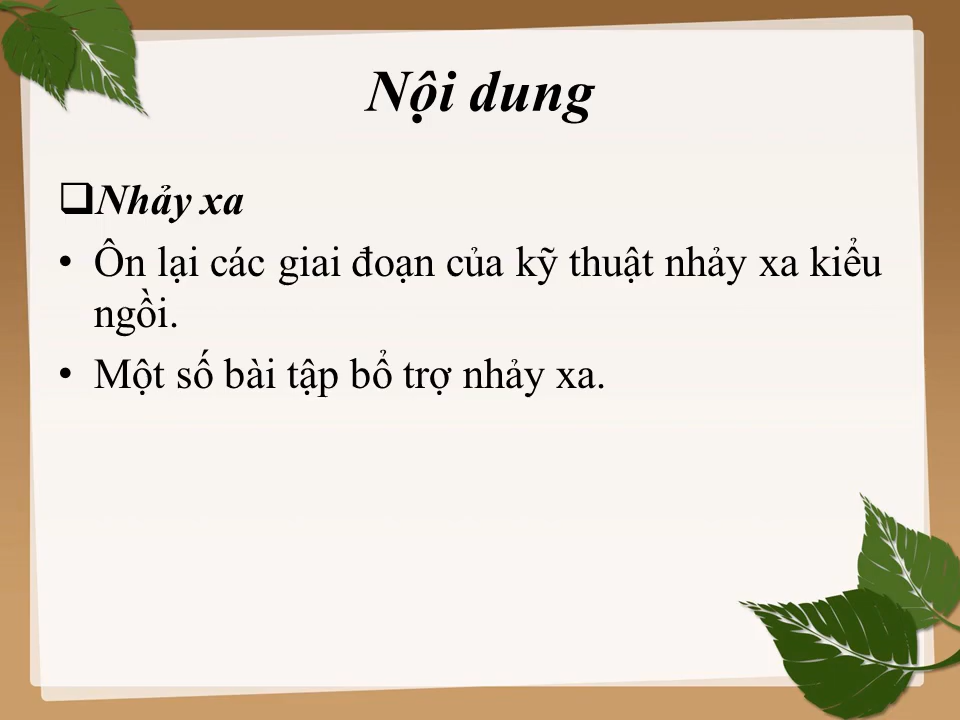 Nội dung
❑Nhảy xa
• Ôn lại các giai đoạn của kỹ thuật nhảy xa kiểu
ngồi.
• Một số bài tập bổ trợ nhảy xa.